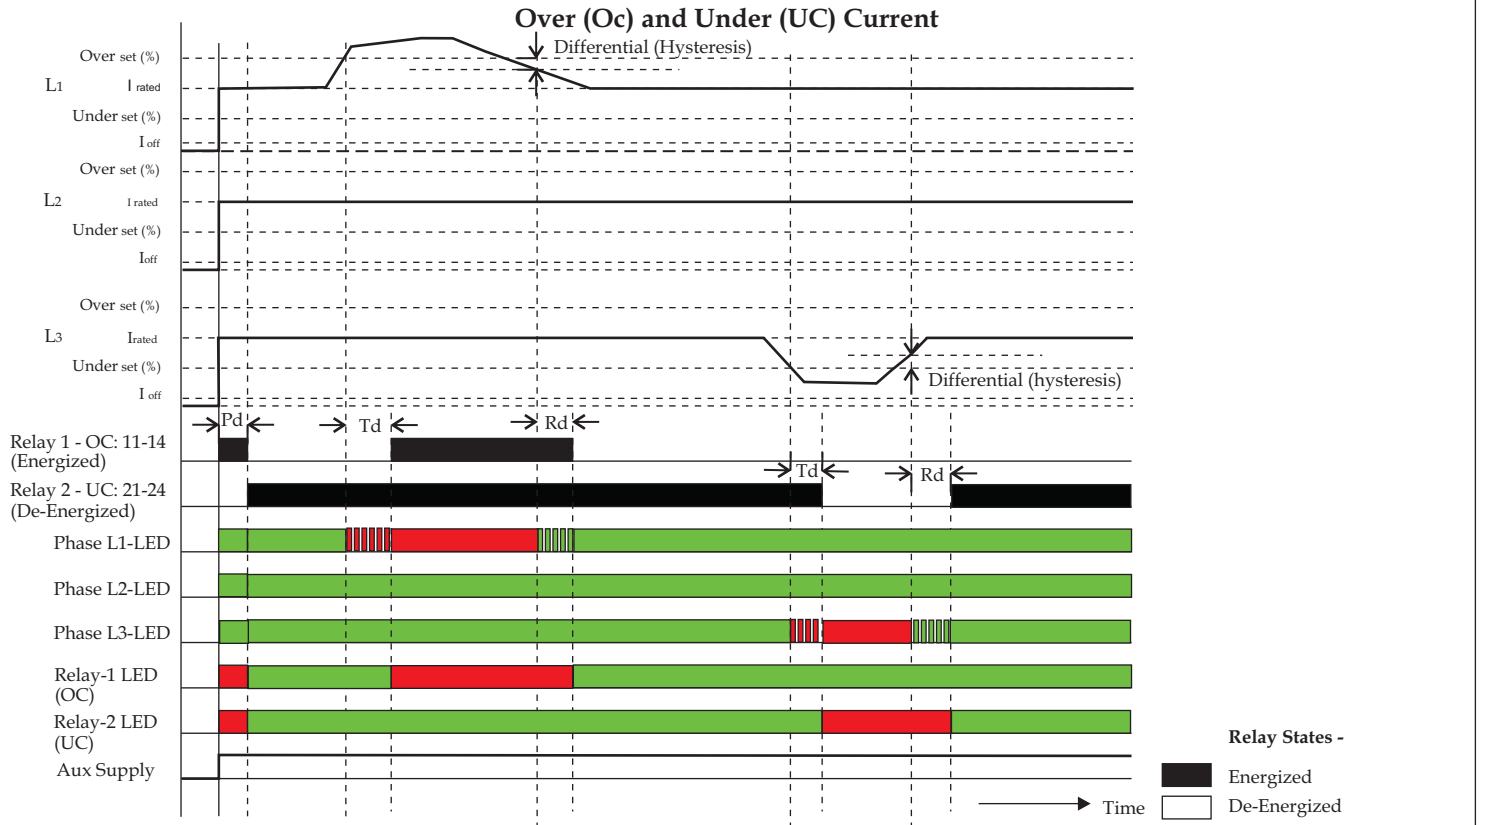 Over (Oc) and Under (UC) Current
Over set (%)
Differential (Hysteresis)
L1 I rated
Under set (%)
I off
Over set (%)
L2 I rated
Under set (%)
Ioff
Over set (%)
L3 Irated
Under set (%)
Differential (hysteresis)
I off
Pd Td Rd
Relay 1 - OC: 11-14
(Energized)
Td Rd
Relay 2 - UC: 21-24
(De-Energized)
Phase L1-LED
Phase L2-LED
Phase L3-LED
Relay-1 LED
(OC)
Relay-2 LED
(UC)
Aux Supply
Time
Relay States -
Energized
De-Energized